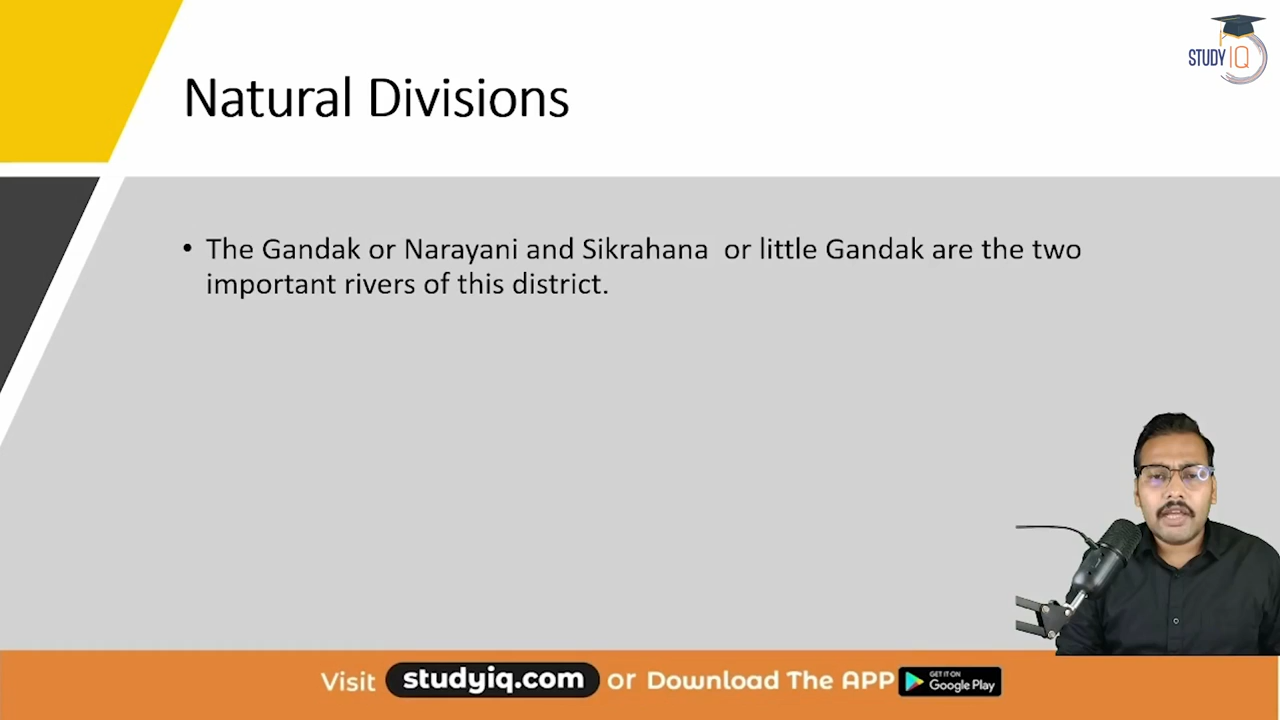 STUDY IQ
Natural Divisions
• The Gandak or Narayani and Sikrahana or little Gandak are the two
important rivers of this district.
Visit studyiq.com or Download The APP GET IT ON Google Play